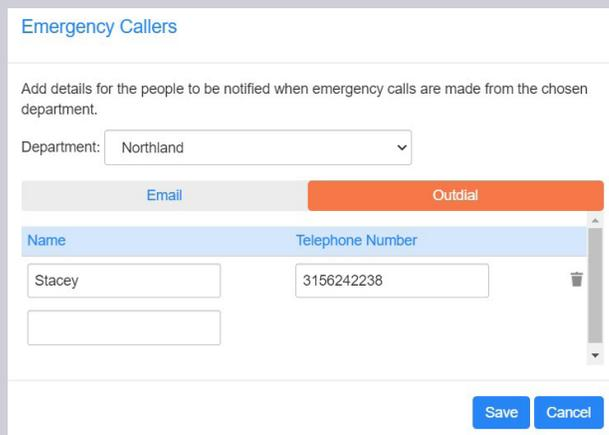 Emergency Callers
Add details for the people to be notified when emergency calls are made from the chosen
department.
Department: Northland
Email Outdial
Name Telephone Number
Stacey 3156242238
Save Cancel